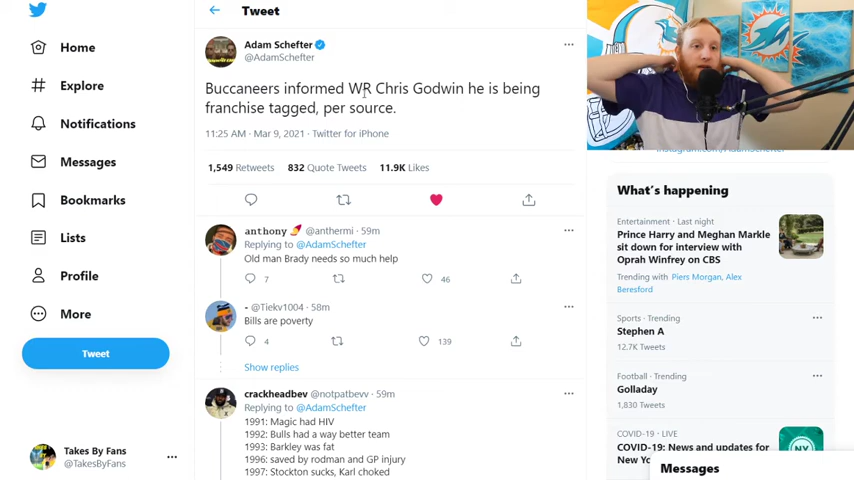 Tweet
Home
Explore
Notifications
Messages
Bookmarks
Lists
Profile
More
Tweet
Takes By Fans
@TakesByFans
Adam Schefter
@AdamSchefter
Buccaneers informed WR Chris Godwin he is being
franchise tagged, per source.
11:25 AM · Mar 9, 2021 · Twitter for iPhone
1,549 Retweets 832 Quote Tweets 11.9K Likes
anthony @anthermi · 59m
Replying to @AdamSchefter
Old man Brady needs so much help
7 46
- @Tiekv1004 · 58m
Bills are poverty
4 139
Show replies
crackheadbev @notpatbevv · 59m
Replying to @AdamSchefter
1991: Magic had HIV
1992: Bulls had a way better team
1993: Barkley was fat
1996: saved by rodman and GP injury
1997: Stockton sucks, Karl choked
What's happening
Entertainment · Last night
Prince Harry and Meghan Markle
sit down for interview with
Oprah Winfrey on CBS
Trending with Piers Morgan, Alex
Beresford
Sports · Trending
Stephen A
12.7K Tweets
Football · Trending
Golladay
1,830 Tweets
COVID-19 · LIVE
COVID-19: News and updates for
New Yo
Messages